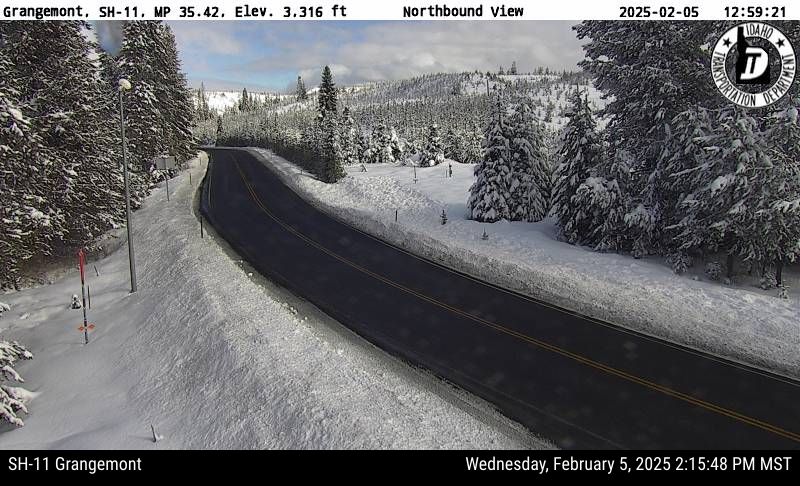 Grangemont, SH-11, MP 35.42, Elev. 3,316 ft Northbound View 2025-02-05 12:59:21
IDAHO
TRANSPORTATION DEPARTMENT
SH-11 Grangemont Wednesday, February 5, 2025 2:15:48 PM MST